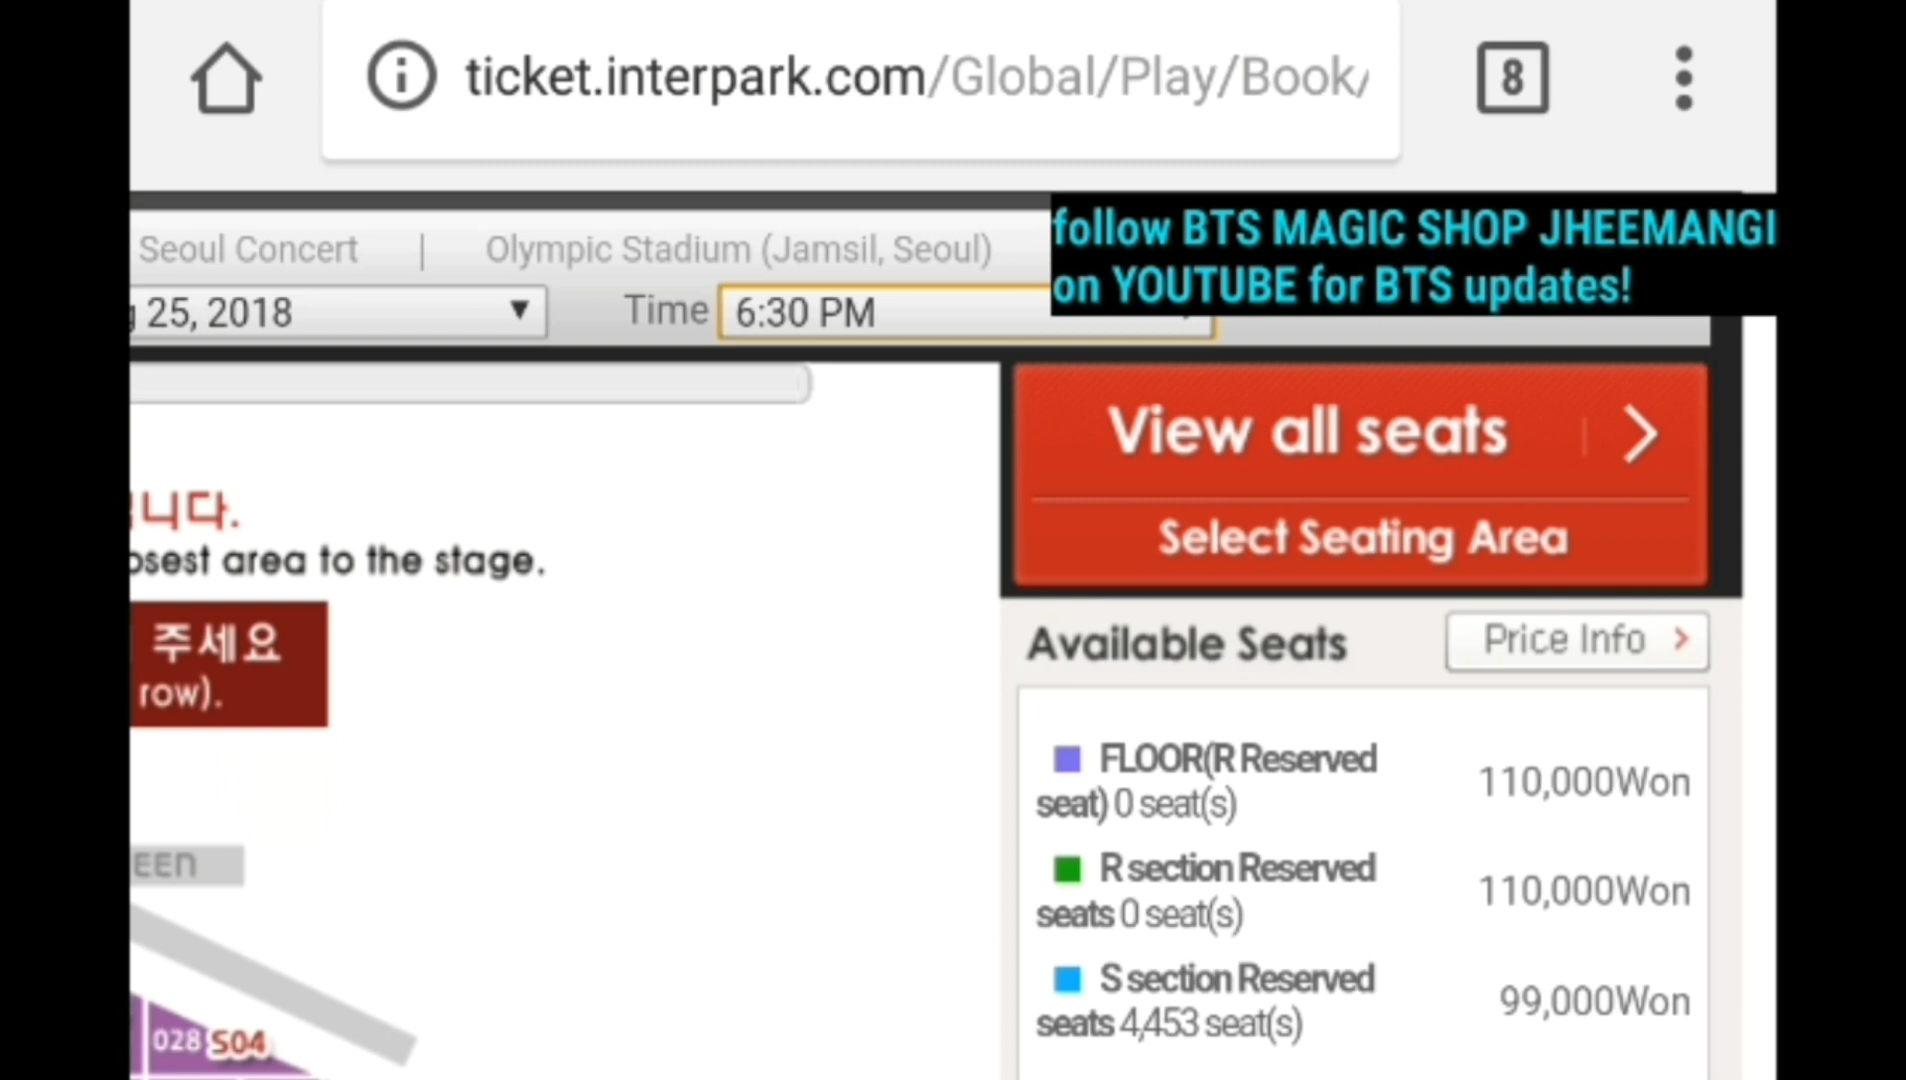 ticket.interpark.com/Global/Play/Book/
8
follow BTS MAGIC SHOP JHEEMANGI
on YOUTUBE for BTS updates!
Seoul Concert | Olympic Stadium (Jamsil, Seoul)
25, 2018
Time 6:30 PM
View all seats
Select Seating Area
니다.
area to the stage.
주세요
row).
Available Seats
Price Info
FLOOR(R Reserved
seat) 0 seat(s)
110,000Won
R section Reserved
seats 0 seat(s)
110,000Won
S section Reserved
seats 4,453 seat(s)
99,000Won
EEN
028 S04